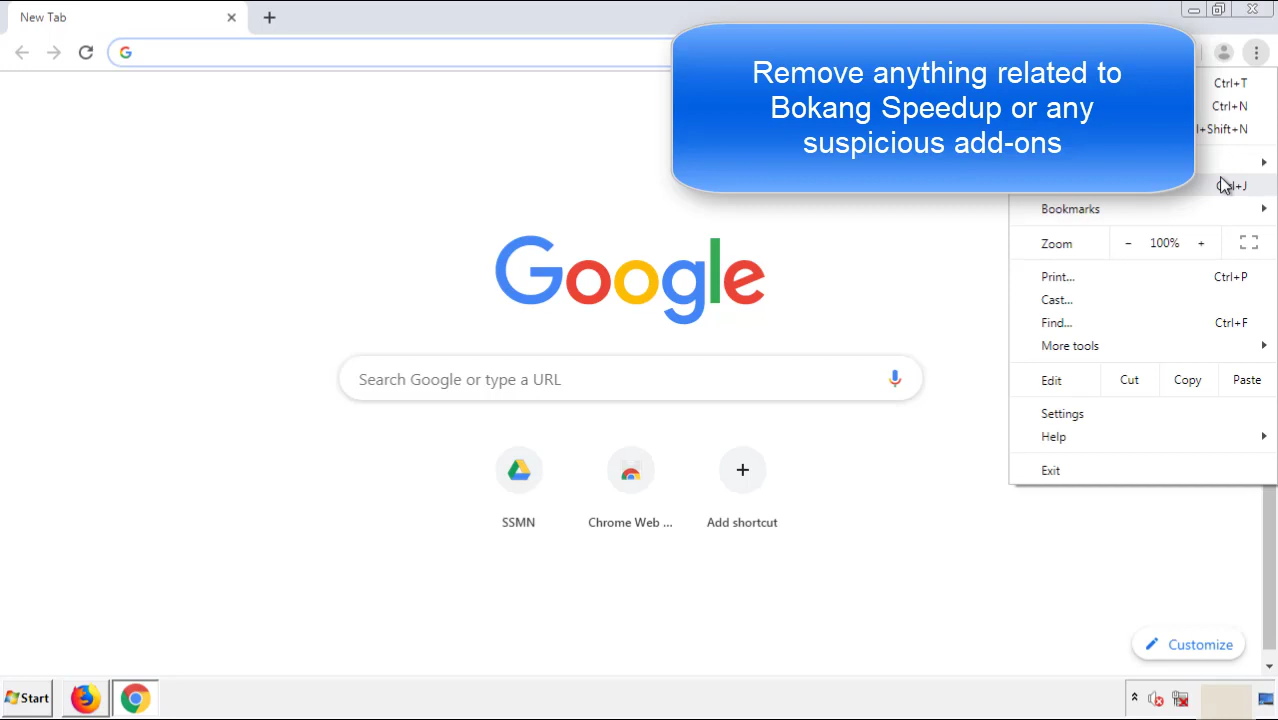 New Tab
Remove anything related to
Bokang Speedup or any
suspicious add-ons
Ctrl+T
Ctrl+N
+Shift+N
Bookmarks
Zoom - 100% +
Print... Ctrl+P
Cast...
Find... Ctrl+F
More tools
Edit Cut Copy Paste
Settings
Help
Exit
Google
Search Google or type a URL
SSMN
Chrome Web ...
Add shortcut
Customize
Start